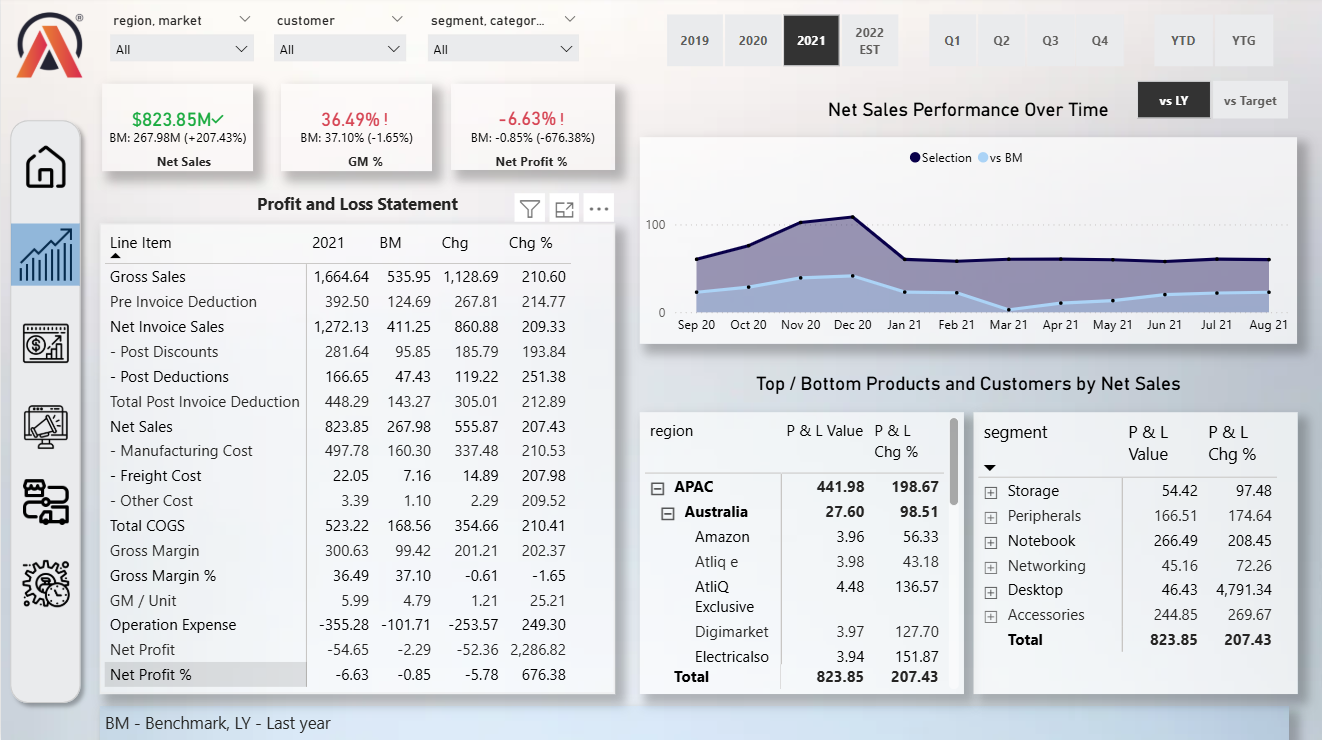 region, market
customer
segment, categor...
All
All
All
2019
2020
2021
2022
EST
Q1
Q2
Q3
Q4
YTD
YTG
vs LY
vs Target
$823.85M✓
BM: 267.98M (+207.43%)
Net Sales
36.49% !
BM: 37.10% (-1.65%)
GM %
-6.63% !
BM: -0.85% (-676.38%)
Net Profit %
Net Sales Performance Over Time
Selection vs BM
100
0
Sep 20 Oct 20 Nov 20 Dec 20 Jan 21 Feb 21 Mar 21 Apr 21 May 21 Jun 21 Jul 21 Aug 21
Profit and Loss Statement
Line Item 2021 BM Chg Chg %
Gross Sales 1,664.64 535.95 1,128.69 210.60
Pre Invoice Deduction 392.50 124.69 267.81 214.77
Net Invoice Sales 1,272.13 411.25 860.88 209.33
- Post Discounts 281.64 95.85 185.79 193.84
- Post Deductions 166.65 47.43 119.22 251.38
Total Post Invoice Deduction 448.29 143.27 305.01 212.89
Net Sales 823.85 267.98 555.87 207.43
- Manufacturing Cost 497.78 160.30 337.48 210.53
- Freight Cost 22.05 7.16 14.89 207.98
- Other Cost 3.39 1.10 2.29 209.52
Total COGS 523.22 168.56 354.66 210.41
Gross Margin 300.63 99.42 201.21 202.37
Gross Margin % 36.49 37.10 -0.61 -1.65
GM / Unit 5.99 4.79 1.21 25.21
Operation Expense -355.28 -101.71 -253.57 249.30
Net Profit -54.65 -2.29 -52.36 2,286.82
Net Profit % -6.63 -0.85 -5.78 676.38
Top / Bottom Products and Customers by Net Sales
region P & L Value P & L
Chg %
APAC 441.98 198.67
Australia 27.60 98.51
Amazon 3.96 56.33
Atliq e 3.98 43.18
AtliQ 4.48 136.57
Exclusive
Digimarket 3.97 127.70
Electricalso 3.94 151.87
Total 823.85 207.43
segment P & L P & L
Value Chg %
Storage 54.42 97.48
Peripherals 166.51 174.64
Notebook 266.49 208.45
Networking 45.16 72.26
Desktop 46.43 4,791.34
Accessories 244.85 269.67
Total 823.85 207.43
BM - Benchmark, LY - Last year